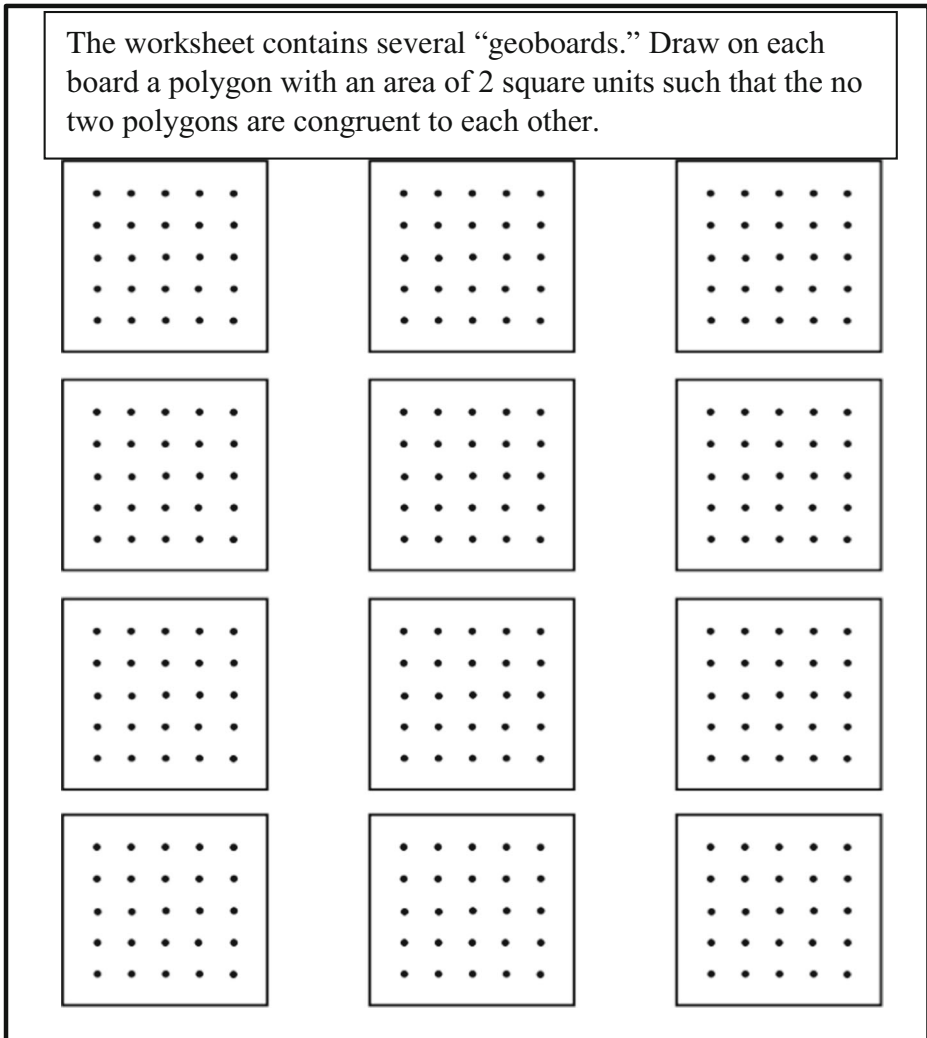 The worksheet contains several “geoboards.” Draw on each
board a polygon with an area of 2 square units such that the no
two polygons are congruent to each other.